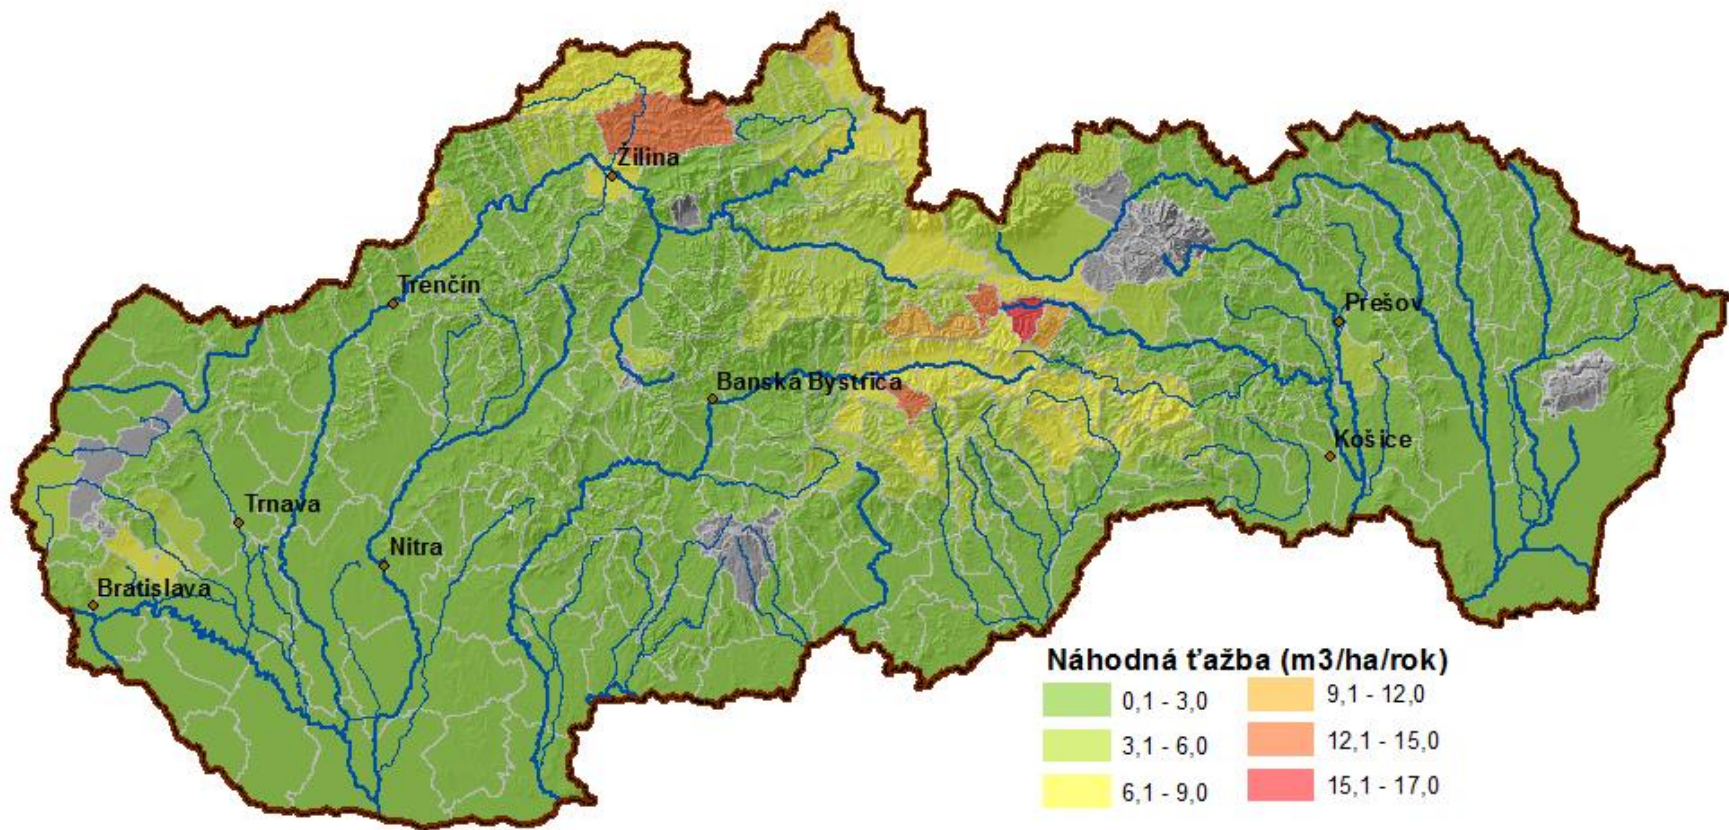 Žilina
Trenčín
Prešov
Banská Bystrica
Košice
Trnava
Nitra
Bratislava
Náhodná ťažba (m3/ha/rok)
0,1 - 3,0
9,1 - 12,0
3,1 - 6,0
12,1 - 15,0
6,1 - 9,0
15,1 - 17,0